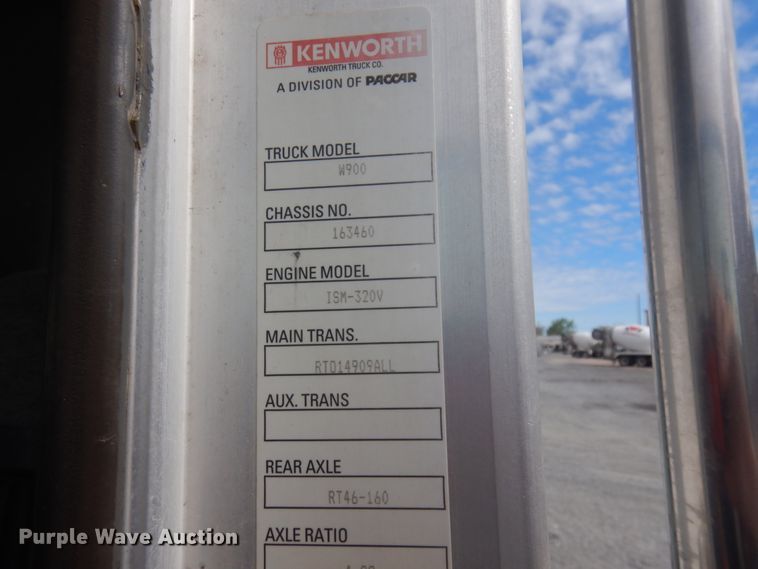 KENWORTH
KENWORTH TRUCK CO.
A DIVISION OF PACCAR
TRUCK MODEL
W900
CHASSIS NO.
163460
ENGINE MODEL
ISM-320V
MAIN TRANS.
RTO14909ALL
AUX. TRANS
REAR AXLE
RT46-160
AXLE RATIO
Purple Wave Auction